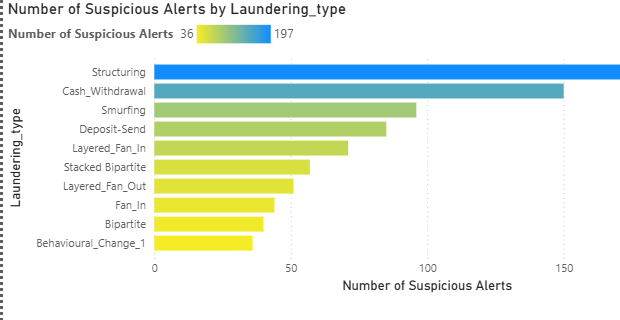 Number of Suspicious Alerts by Laundering_type
Number of Suspicious Alerts 36 197
Laundering_type
Structuring
Cash_Withdrawal
Smurfing
Deposit-Send
Layered_Fan_In
Stacked Bipartite
Layered_Fan_Out
Fan_In
Bipartite
Behavioural_Change_1
0 50 100 150
Number of Suspicious Alerts